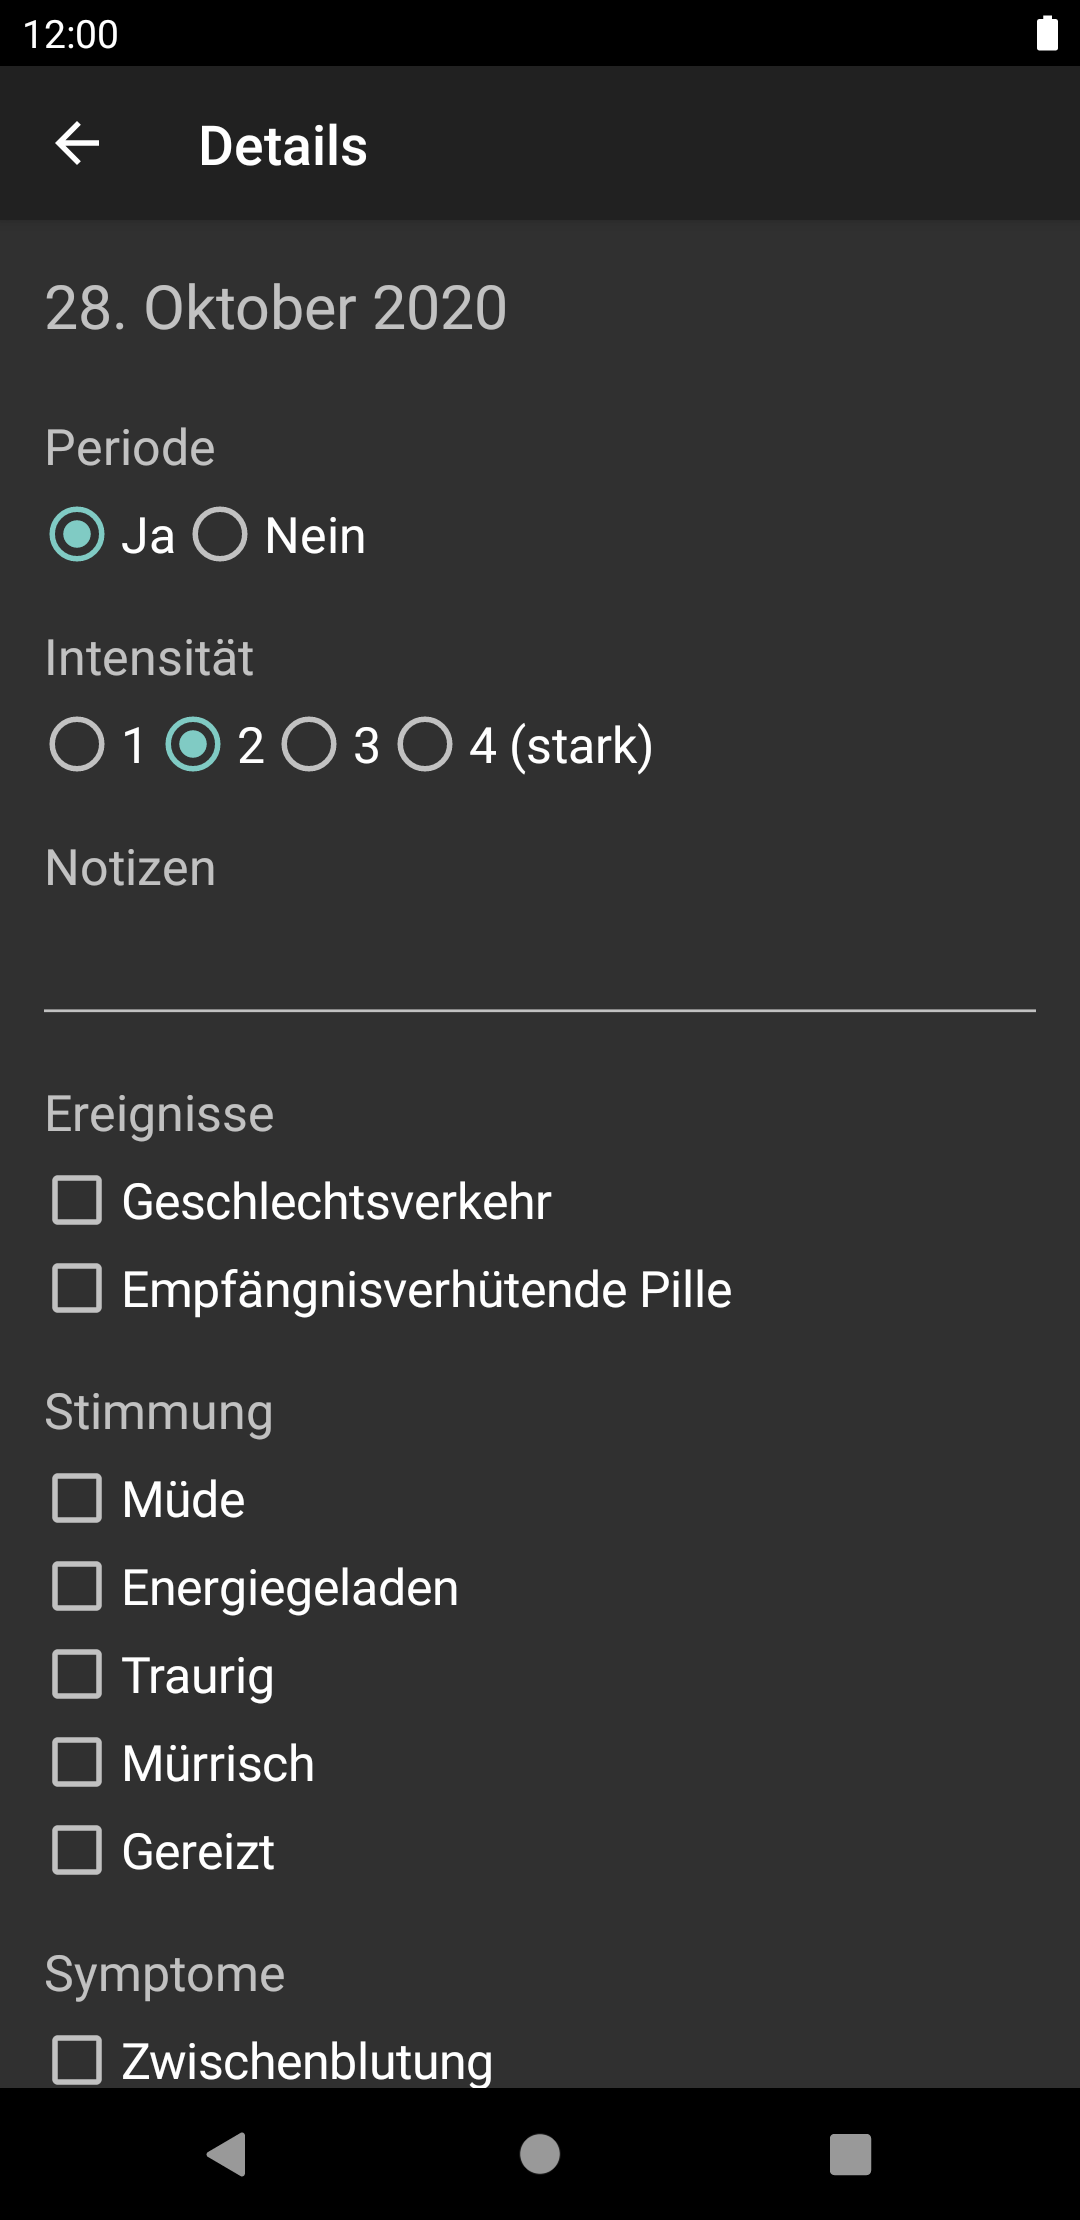 12:00
Details
28. Oktober 2020
Periode
Ja Nein
Intensität
1 2 3 4 (stark)
Notizen
Ereignisse
Geschlechtsverkehr
Empfängnisverhütende Pille
Stimmung
Müde
Energiegeladen
Traurig
Mürrisch
Gereizt
Symptome
Zwischenblutung